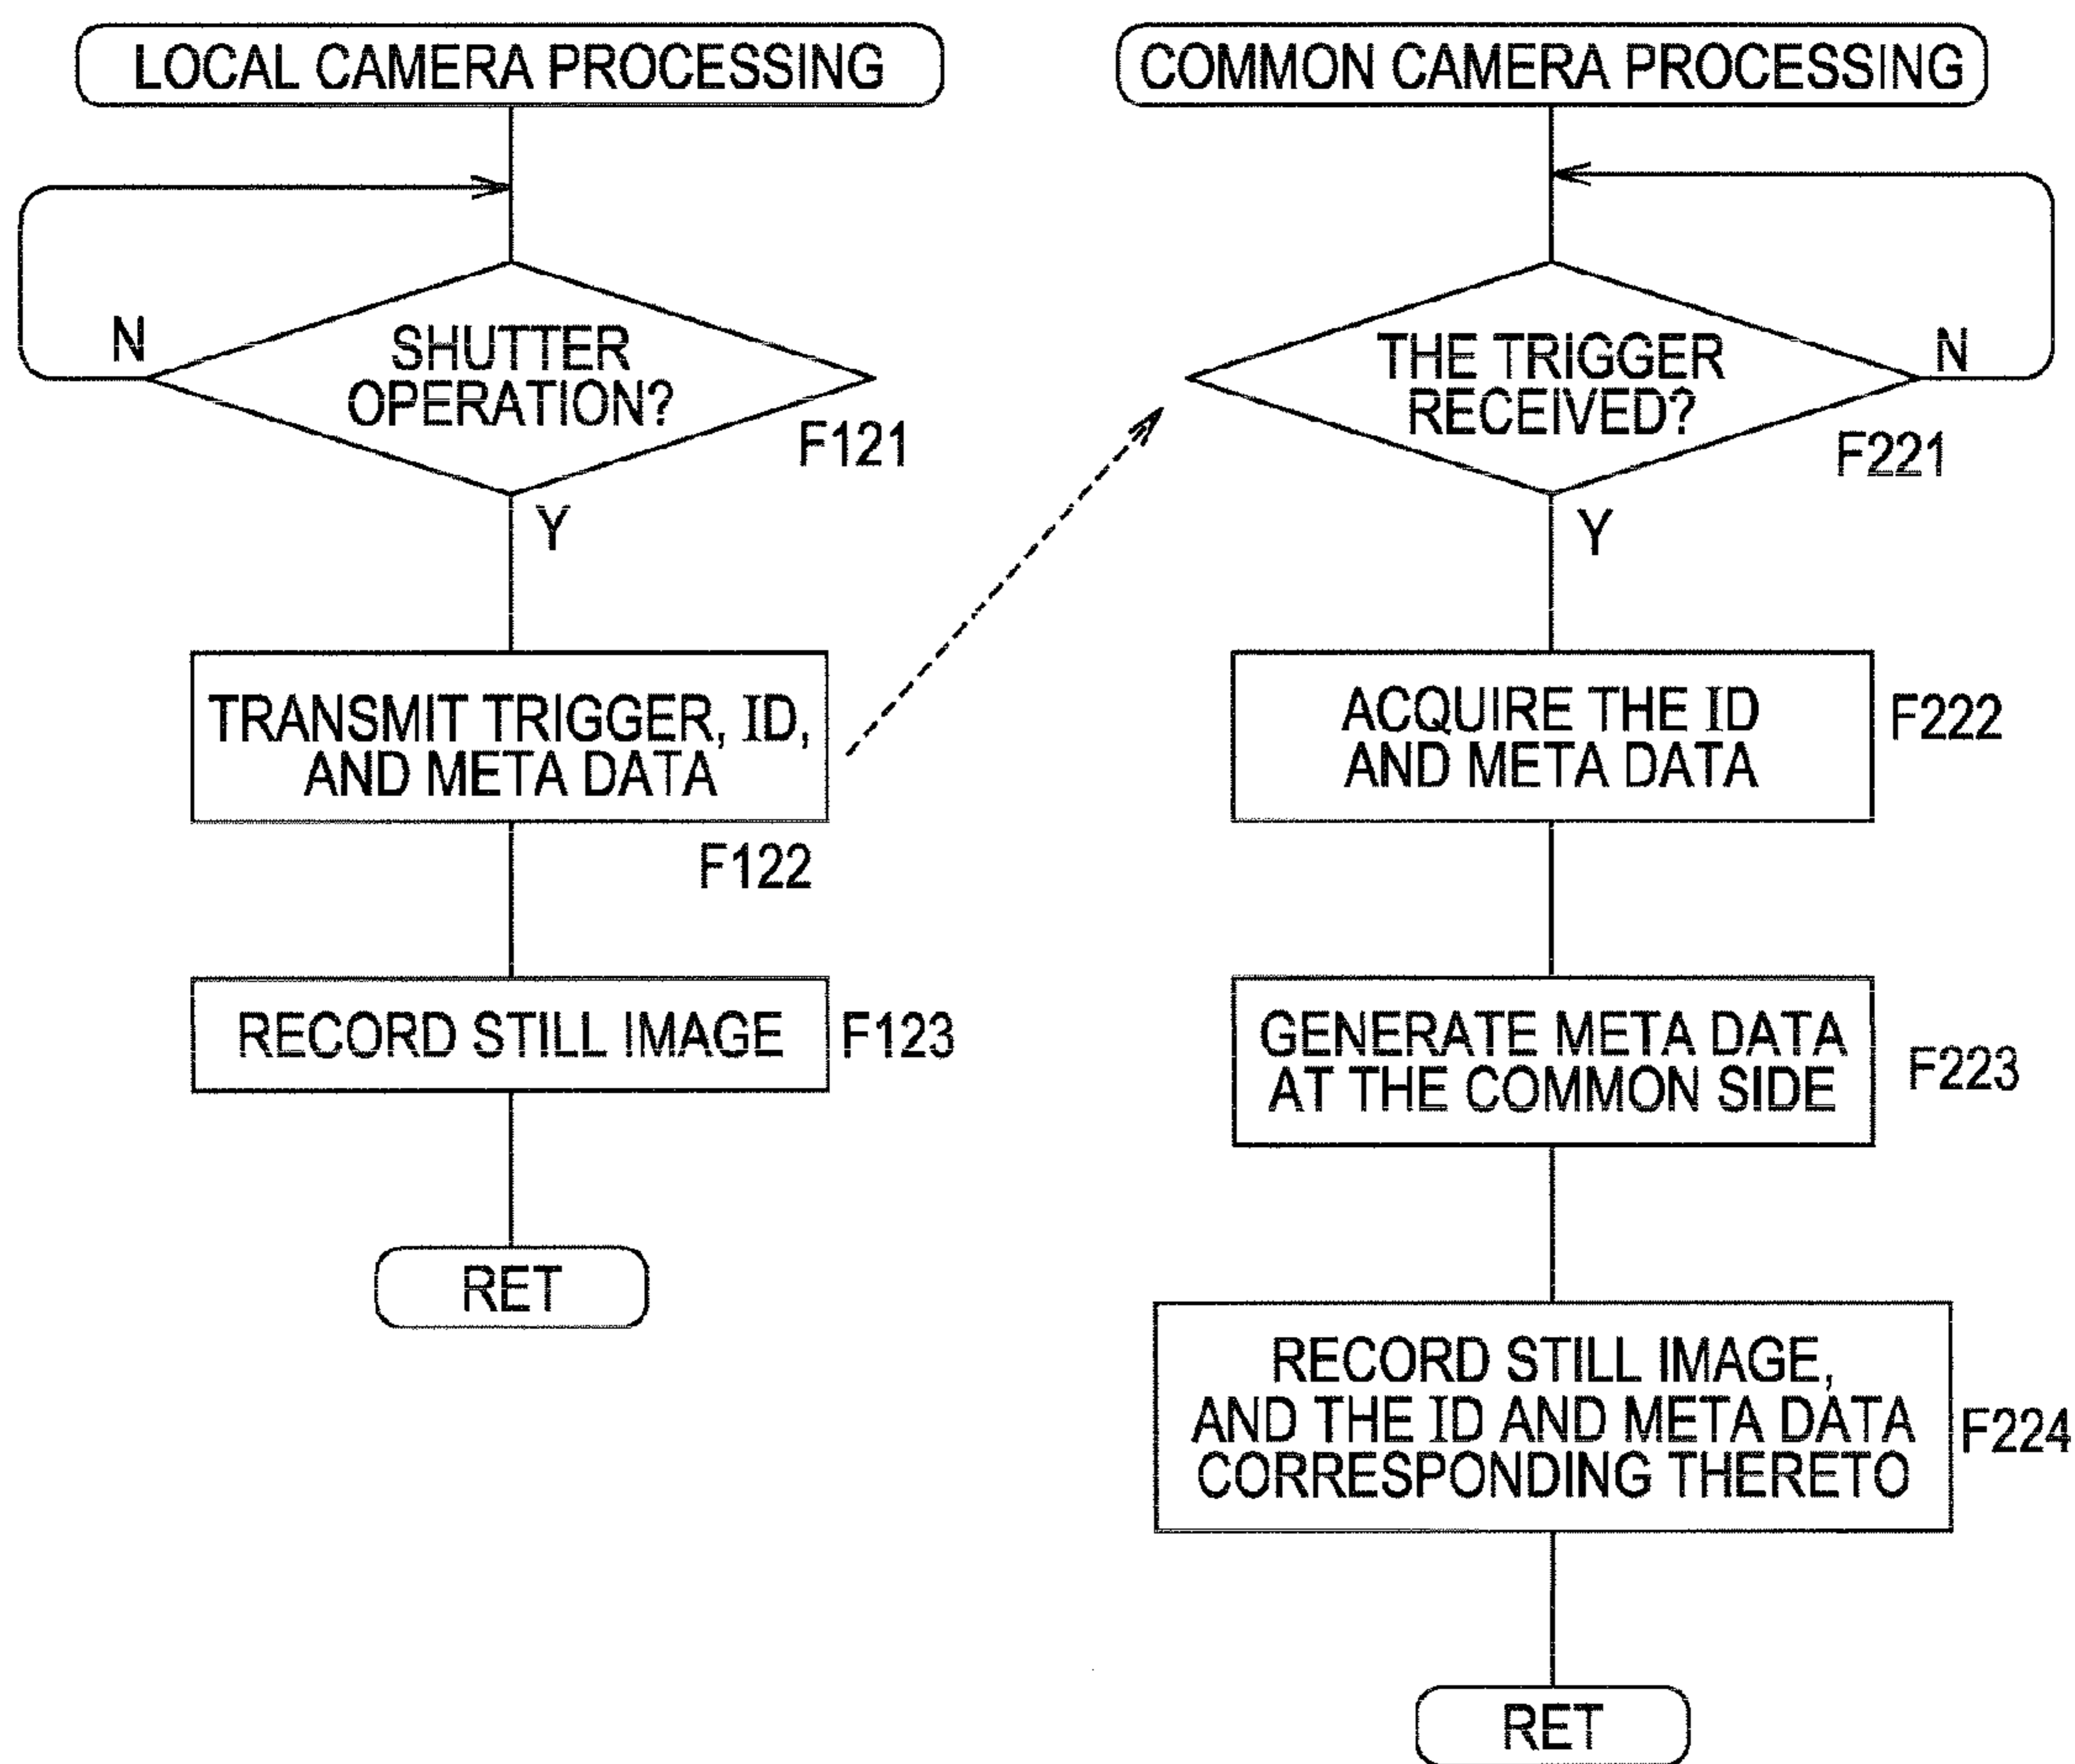 LOCAL CAMERA PROCESSING
N
SHUTTER
OPERATION?
F121
Y
TRANSMIT TRIGGER, ID,
AND META DATA
F122
RECORD STILL IMAGE
F123
RET
COMMON CAMERA PROCESSING
THE TRIGGER
RECEIVED?
N
F221
Y
ACQUIRE THE ID
AND META DATA
F222
GENERATE META DATA
AT THE COMMON SIDE
F223
RECORD STILL IMAGE,
AND THE ID AND META DATA
CORRESPONDING THERETO
F224
RET